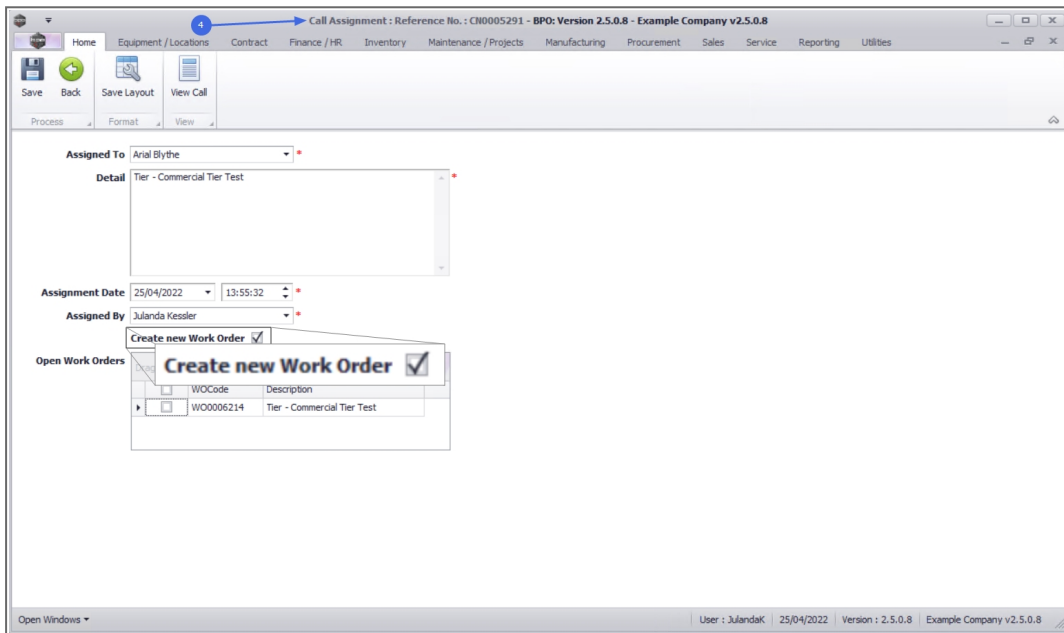 4
Call Assignment : Reference No. : CN0005291 - BPO: Version 2.5.0.8 - Example Company v2.5.0.8
Home Equipment / Locations Contract Finance / HR Inventory Maintenance / Projects Manufacturing Procurement Sales Service Reporting Utilities
Save Back Save Layout View Call
Process Format View
Assigned To Arial Blythe *
Detail Tier - Commercial Tier Test *
Assignment Date 25/04/2022 13:55:32 *
Assigned By Julanda Kessler *
Create new Work Order
Open Work Orders
Create new Work Order
WOCode Description
WO0006214 Tier - Commercial Tier Test
Open Windows User : JulandaK 25/04/2022 Version : 2.5.0.8 Example Company v2.5.0.8